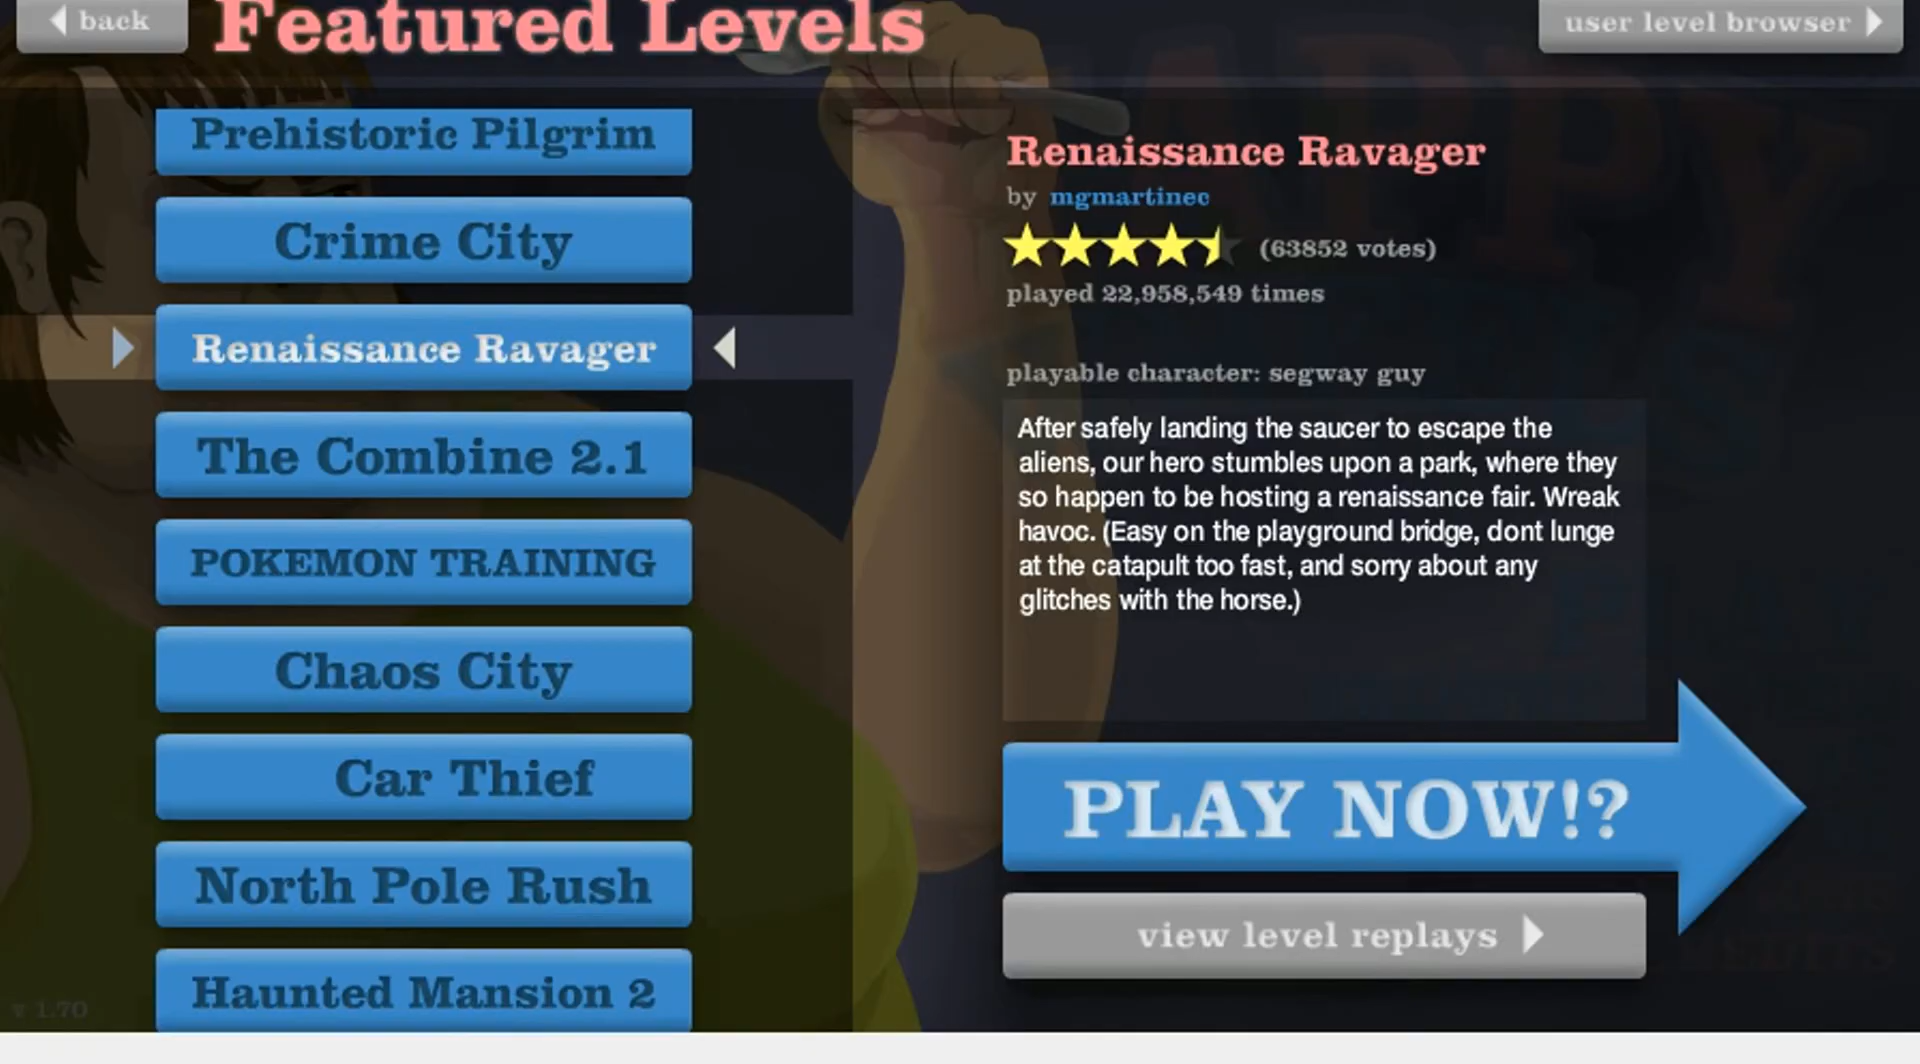 back
Featured Levels
user level browser
Prehistoric Pilgrim
Crime City
Renaissance Ravager
The Combine 2.1
POKEMON TRAINING
Chaos City
Car Thief
North Pole Rush
Haunted Mansion 2
v 1.70
Renaissance Ravager
by mgmartinec
(63852 votes)
played 22,958,549 times
playable character: segway guy
After safely landing the saucer to escape the
aliens, our hero stumbles upon a park, where they
so happen to be hosting a renaissance fair. Wreak
havoc. (Easy on the playground bridge, dont lunge
at the catapult too fast, and sorry about any
glitches with the horse.)
PLAY NOW!?
view level replays